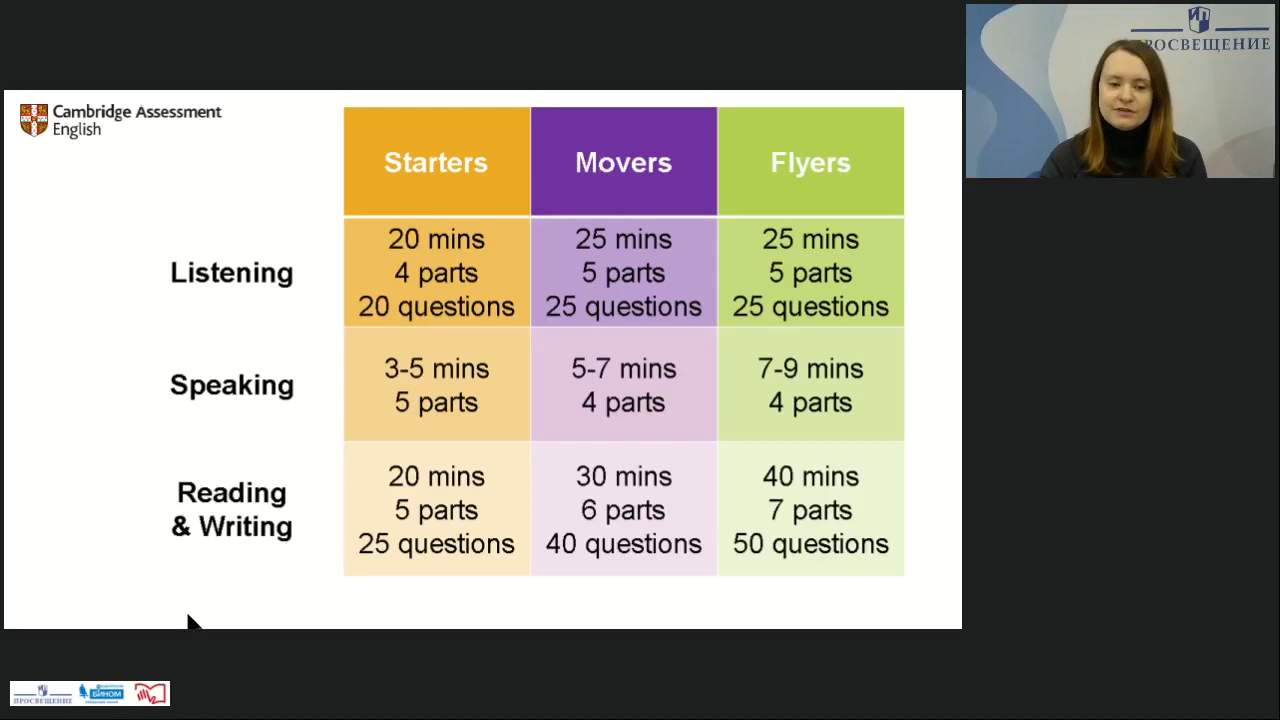 ПРОСВЕЩЕНИЕ
Cambridge Assessment
English
Starters Movers Flyers
Listening
20 mins
4 parts
20 questions
25 mins
5 parts
25 questions
25 mins
5 parts
25 questions
Speaking
3-5 mins
5 parts
5-7 mins
4 parts
7-9 mins
4 parts
Reading
& Writing
20 mins
5 parts
25 questions
30 mins
6 parts
40 questions
40 mins
7 parts
50 questions
ПРОСВЕЩЕНИЕ
БИНОМ